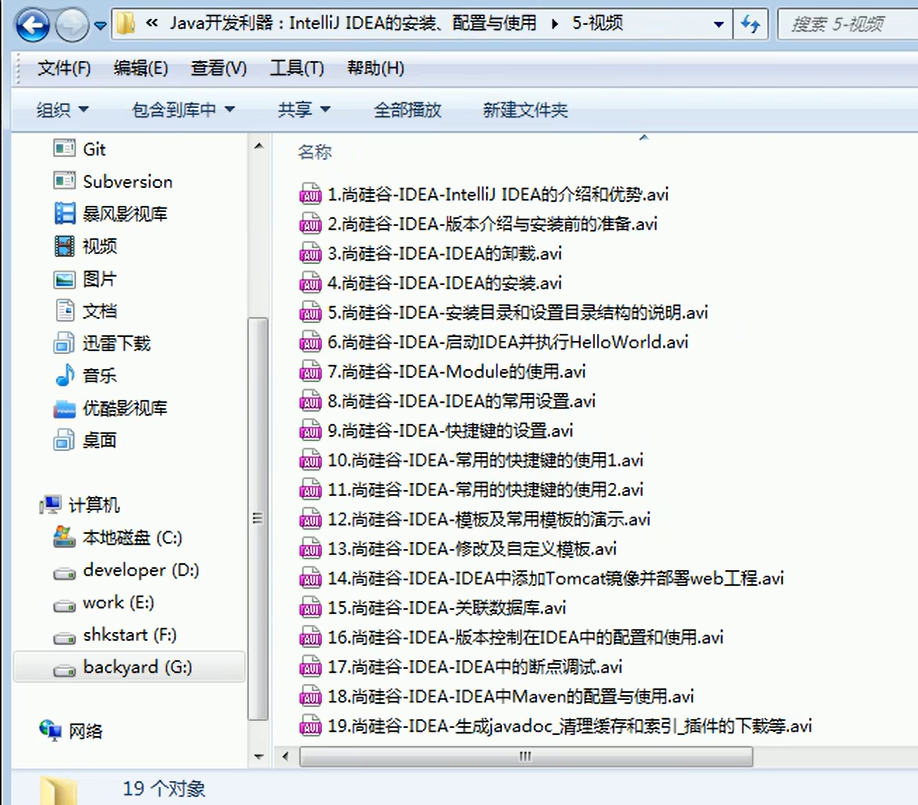 « Java开发利器：IntelliJ IDEA的安装、配置与使用 ▸ 5-视频
搜索 5-视频
文件(F) 编辑(E) 查看(V) 工具(T) 帮助(H)
组织 包含到库中 共享 全部播放 新建文件夹
Git
Subversion
暴风影视库
视频
图片
文档
迅雷下载
音乐
优酷影视库
桌面
计算机
本地磁盘 (C:)
developer (D:)
work (E:)
shkstart (F:)
backyard (G:)
网络
名称
1.尚硅谷-IDEA-IntelliJ IDEA的介绍和优势.avi
2.尚硅谷-IDEA-版本介绍与安装前的准备.avi
3.尚硅谷-IDEA-IDEA的卸载.avi
4.尚硅谷-IDEA-IDEA的安装.avi
5.尚硅谷-IDEA-安装目录和设置目录结构的说明.avi
6.尚硅谷-IDEA-启动IDEA并执行HelloWorld.avi
7.尚硅谷-IDEA-Module的使用.avi
8.尚硅谷-IDEA-IDEA的常用设置.avi
9.尚硅谷-IDEA-快捷键的设置.avi
10.尚硅谷-IDEA-常用的快捷键的使用1.avi
11.尚硅谷-IDEA-常用的快捷键的使用2.avi
12.尚硅谷-IDEA-模板及常用模板的演示.avi
13.尚硅谷-IDEA-修改及自定义模板.avi
14.尚硅谷-IDEA-IDEA中添加Tomcat镜像并部署web工程.avi
15.尚硅谷-IDEA-关联数据库.avi
16.尚硅谷-IDEA-版本控制在IDEA中的配置和使用.avi
17.尚硅谷-IDEA-IDEA中的断点调试.avi
18.尚硅谷-IDEA-IDEA中Maven的配置与使用.avi
19.尚硅谷-IDEA-生成javadoc_清理缓存和索引_插件的下载等.avi
19 个对象